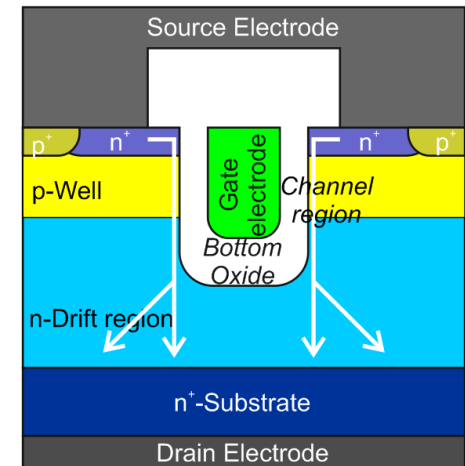 Source Electrode
p⁺ n⁺ n⁺ p⁺
Gate
electrode
p-Well
Channel
region
Bottom
Oxide
n-Drift region
n⁺-Substrate
Drain Electrode